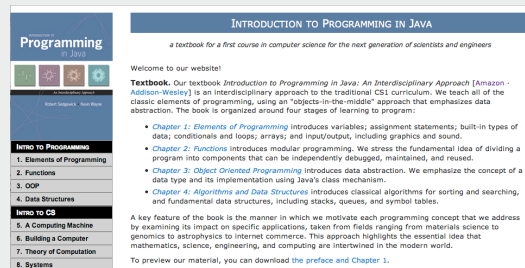 INTRODUCTION TO
Programming
in Java
An Interdisciplinary Approach
Robert Sedgewick · Kevin Wayne
INTRO TO PROGRAMMING
1. Elements of Programming
2. Functions
3. OOP
4. Data Structures
INTRO TO CS
5. A Computing Machine
6. Building a Computer
7. Theory of Computation
8. Systems
INTRODUCTION TO PROGRAMMING IN JAVA
a textbook for a first course in computer science for the next generation of scientists and engineers
Welcome to our website!
Textbook. Our textbook Introduction to Programming in Java: An Interdisciplinary Approach [Amazon ·
Addison-Wesley] is an interdisciplinary approach to the traditional CS1 curriculum. We teach all of the
classic elements of programming, using an "objects-in-the-middle" approach that emphasizes data
abstraction. The book is organized around four stages of learning to program:
• Chapter 1: Elements of Programming introduces variables; assignment statements; built-in types of
data; conditionals and loops; arrays; and input/output, including graphics and sound.
• Chapter 2: Functions introduces modular programming. We stress the fundamental idea of dividing a
program into components that can be independently debugged, maintained, and reused.
• Chapter 3: Object Oriented Programming introduces data abstraction. We emphasize the concept of a
data type and its implementation using Java's class mechanism.
• Chapter 4: Algorithms and Data Structures introduces classical algorithms for sorting and searching,
and fundamental data structures, including stacks, queues, and symbol tables.
A key feature of the book is the manner in which we motivate each programming concept that we address
by examining its impact on specific applications, taken from fields ranging from materials science to
genomics to astrophysics to internet commerce. This approach highlights the essential idea that
mathematics, science, engineering, and computing are intertwined in the modern world.
To preview our material, you can download the preface and Chapter 1.